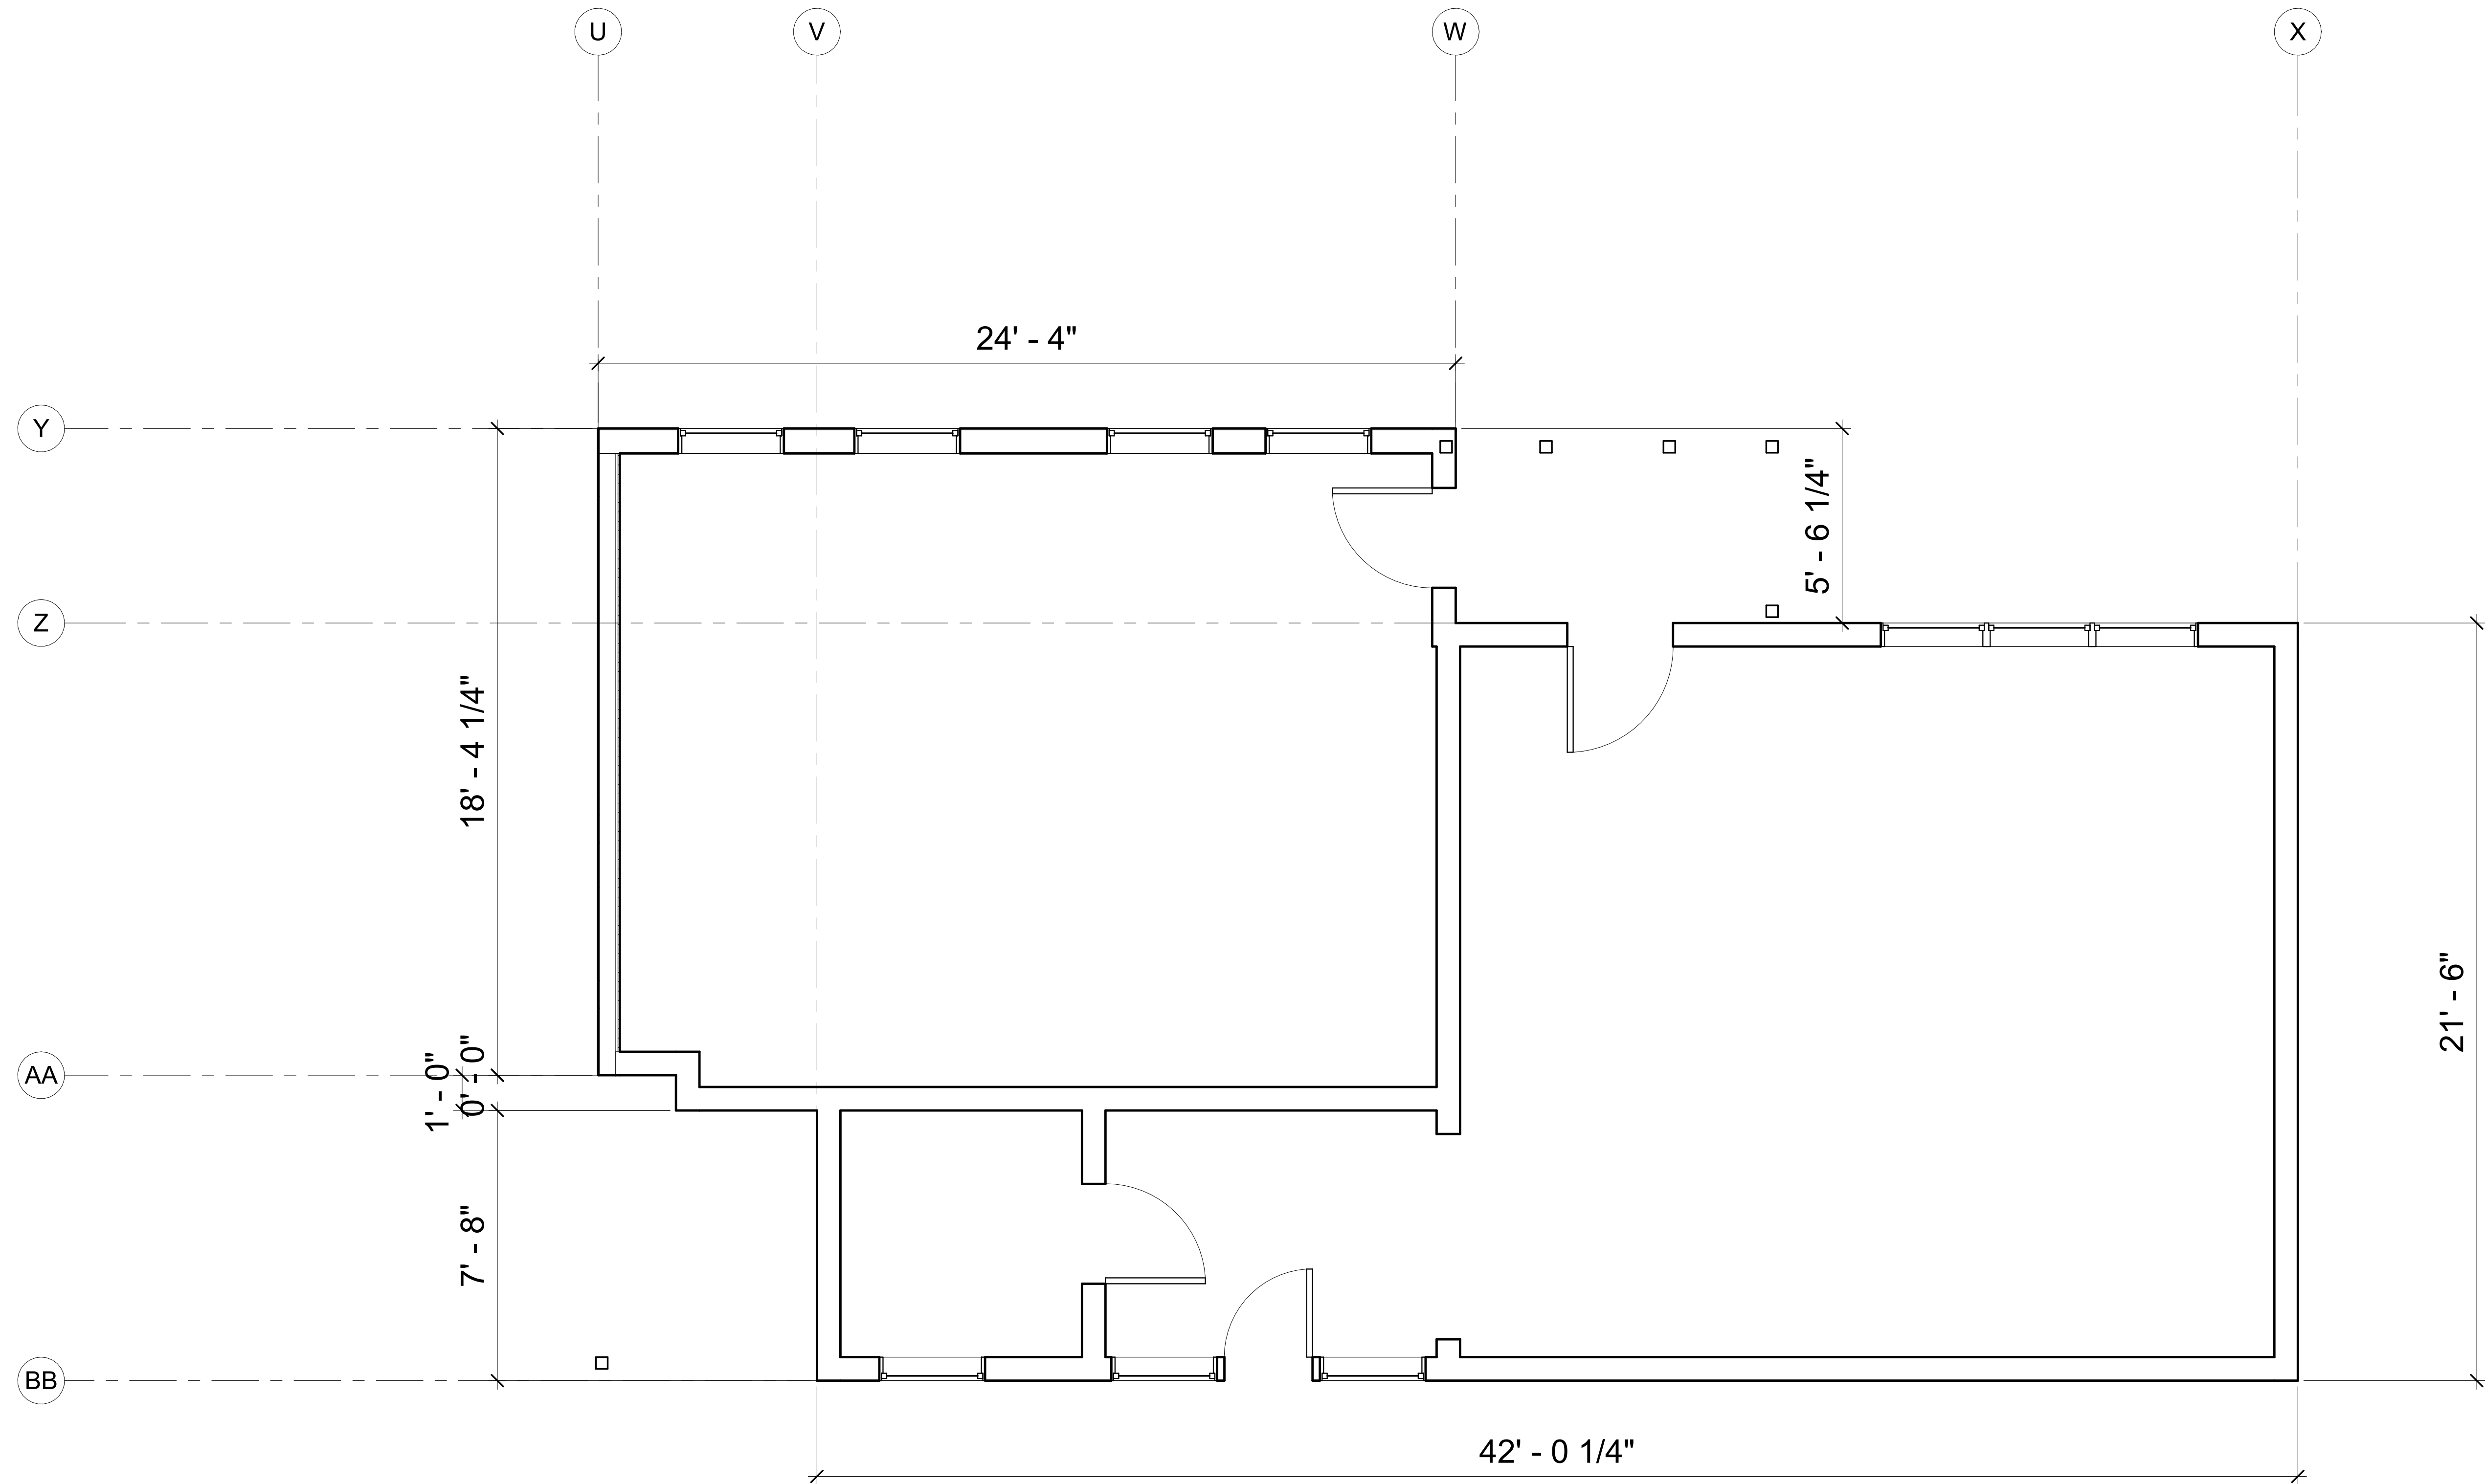 U
V
W
X
24' - 4"
Y
5' - 6 1/4"
Z
18' - 4 1/4"
21' - 6"
AA
1' - 0"
0' - 0"
7' - 8"
BB
42' - 0 1/4"